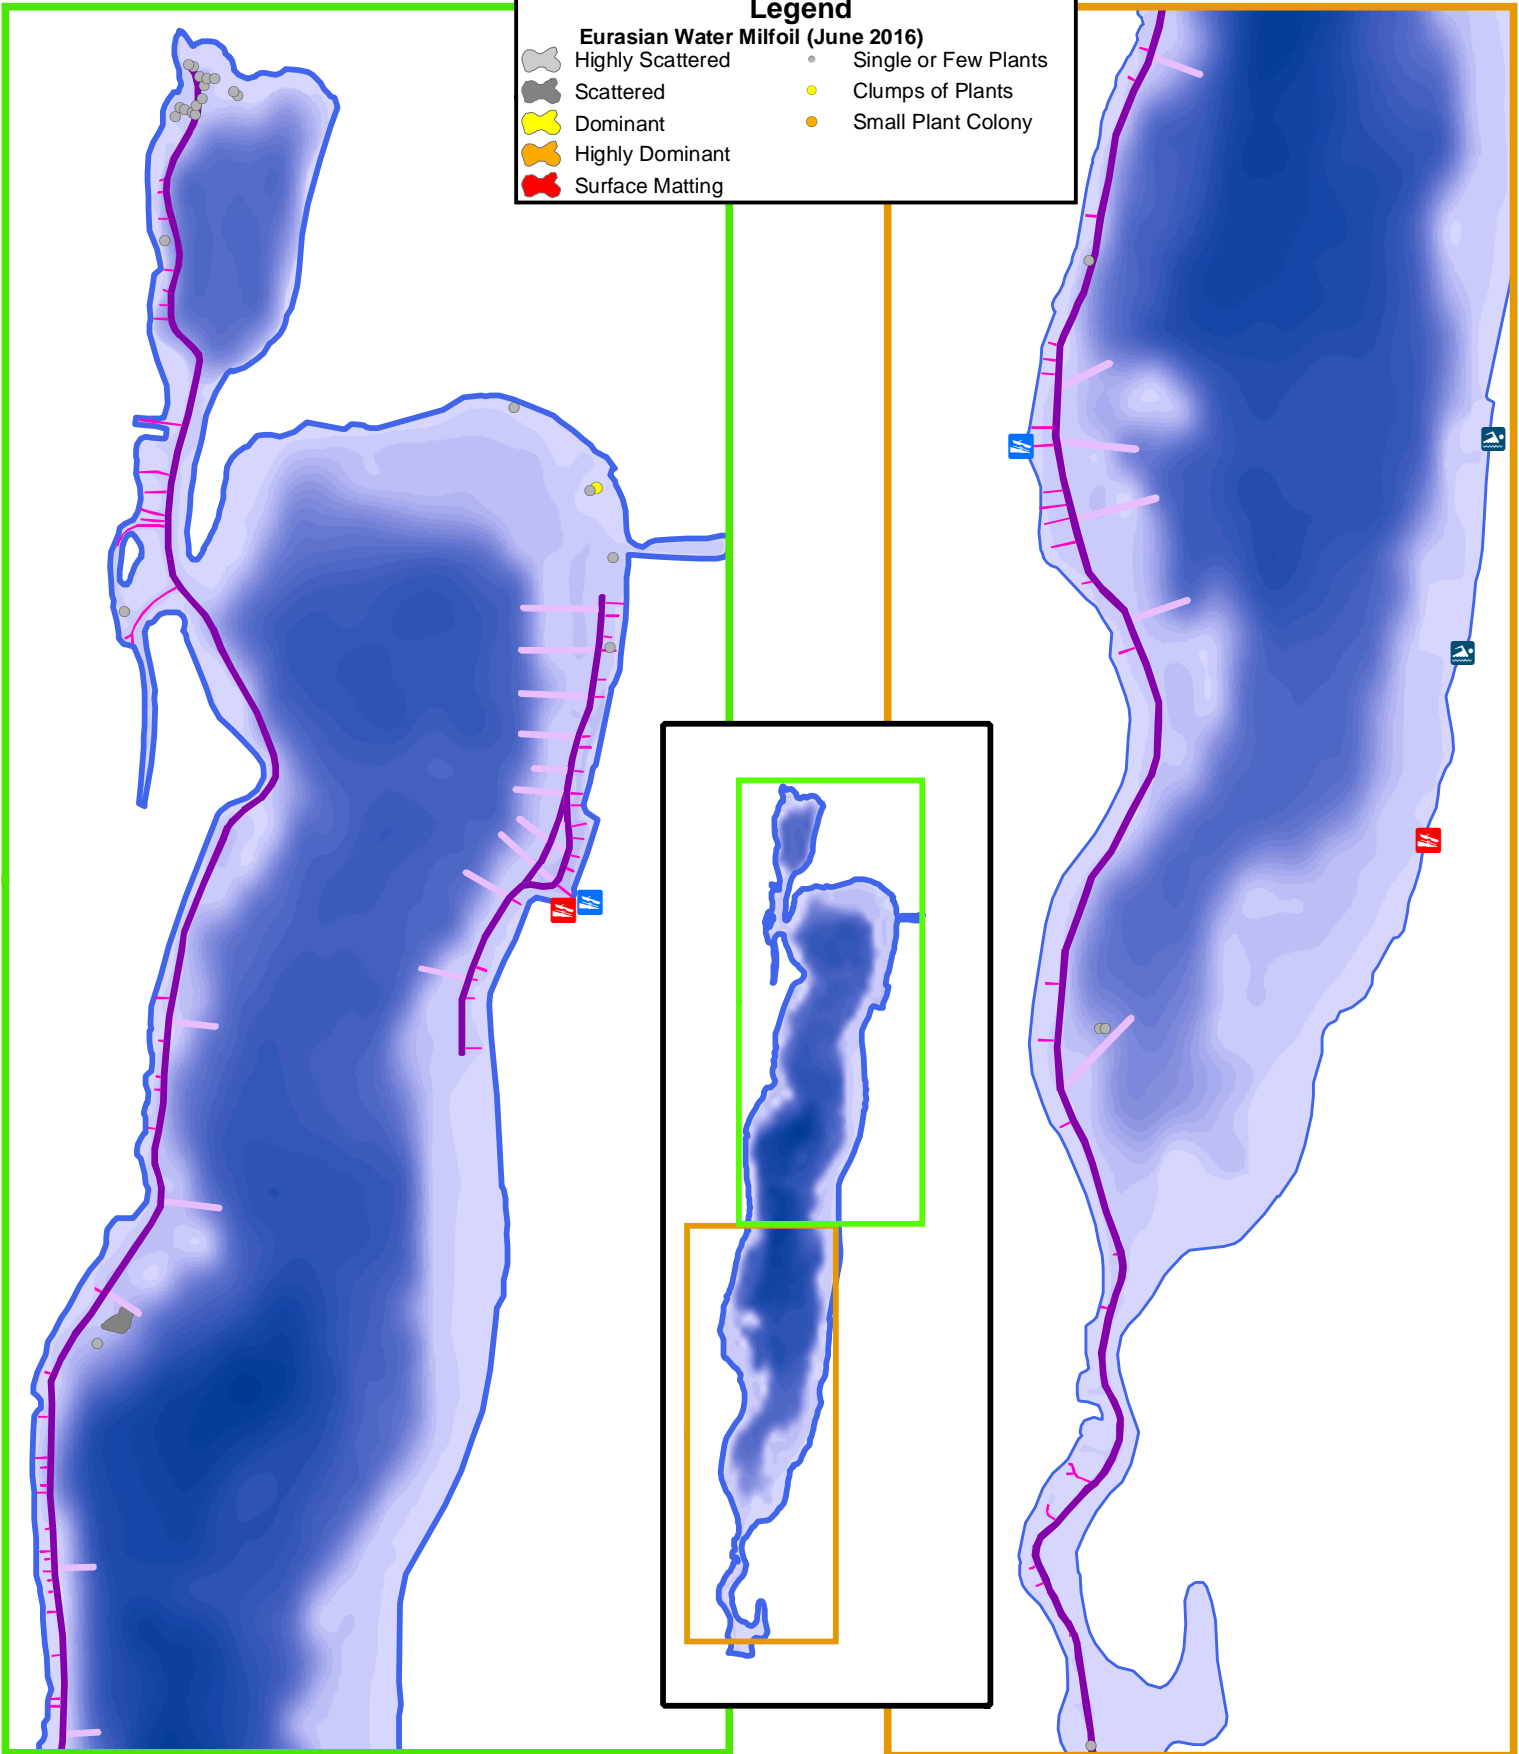 Legend
Eurasian Water Milfoil (June 2016)
Highly Scattered
Scattered
Dominant
Highly Dominant
Surface Matting
Single or Few Plants
Clumps of Plants
Small Plant Colony